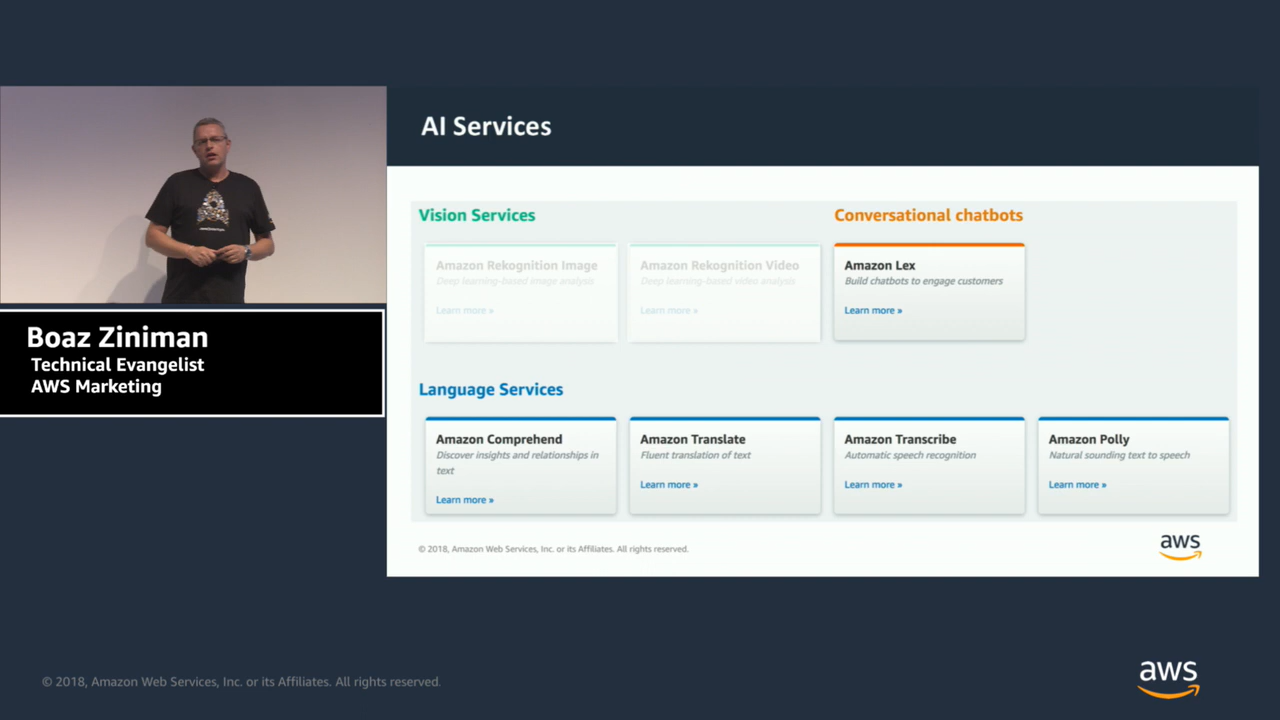 Boaz Ziniman
Technical Evangelist
AWS Marketing
AI Services
Vision Services
Amazon Rekognition Image
Deep learning-based image analysis
Learn more »
Amazon Rekognition Video
Deep learning-based video analysis
Learn more »
Conversational chatbots
Amazon Lex
Build chatbots to engage customers
Learn more »
Language Services
Amazon Comprehend
Discover insights and relationships in
text
Learn more »
Amazon Translate
Fluent translation of text
Learn more »
Amazon Transcribe
Automatic speech recognition
Learn more »
Amazon Polly
Natural sounding text to speech
Learn more »
© 2018, Amazon Web Services, Inc. or its Affiliates. All rights reserved.
aws
© 2018, Amazon Web Services, Inc. or its Affiliates. All rights reserved.
aws